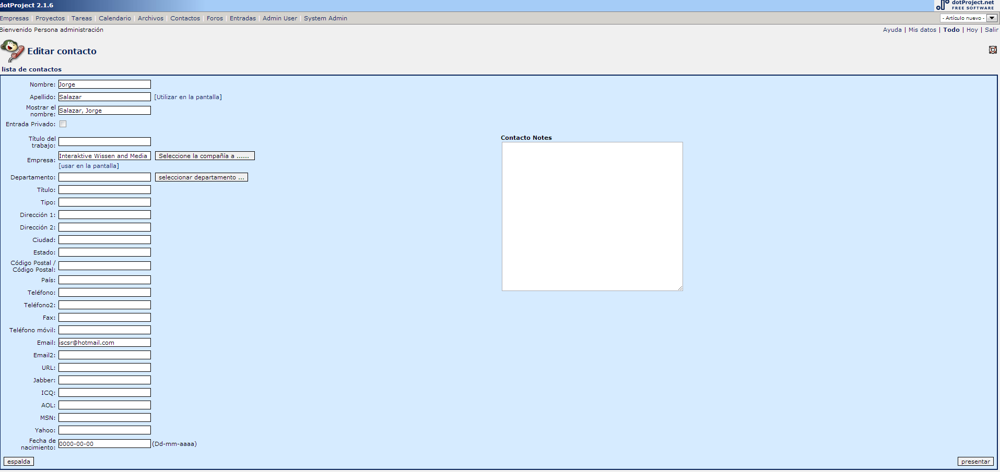 dotProject 2.1.6
dotProject.net
FREE SOFTWARE
Empresas | Proyectos | Tareas | Calendario | Archivos | Contactos | Foros | Entradas | Admin User | System Admin
- Artículo nuevo -
Bienvenido Persona administración
Ayuda | Mis datos | Todo | Hoy | Salir
Editar contacto
lista de contactos
Nombre: Jorge
Apellido: Salazar [Utilizar en la pantalla]
Mostrar el
nombre: Salazar, Jorge
Entrada Privado:
Título del
trabajo:
Empresa: Interaktive Wissen and Media Seleccione la compañía a ......
[usar en la pantalla]
Departamento: seleccionar departamento ...
Título:
Tipo:
Dirección 1:
Dirección 2:
Ciudad:
Estado:
Código Postal /
Código Postal:
País:
Teléfono:
Teléfono2:
Fax:
Teléfono móvil:
Email: iscsr@hotmail.com
Email2:
URL:
Jabber:
ICQ:
AOL:
MSN:
Yahoo:
Fecha de
nacimiento: 0000-00-00 (Dd-mm-aaaa)
Contacto Notes
espalda
presentar